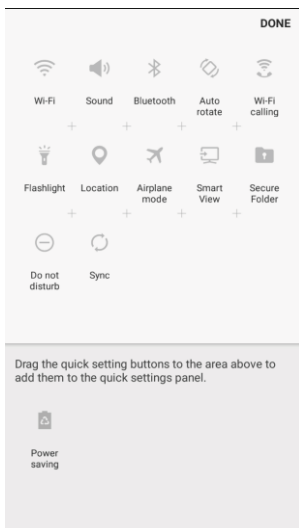 DONE
Wi-Fi
Sound
Bluetooth
Auto
rotate
Wi-Fi
calling
Flashlight
Location
Airplane
mode
Smart
View
Secure
Folder
Do not
disturb
Sync
Drag the quick setting buttons to the area above to
add them to the quick settings panel.
Power
saving